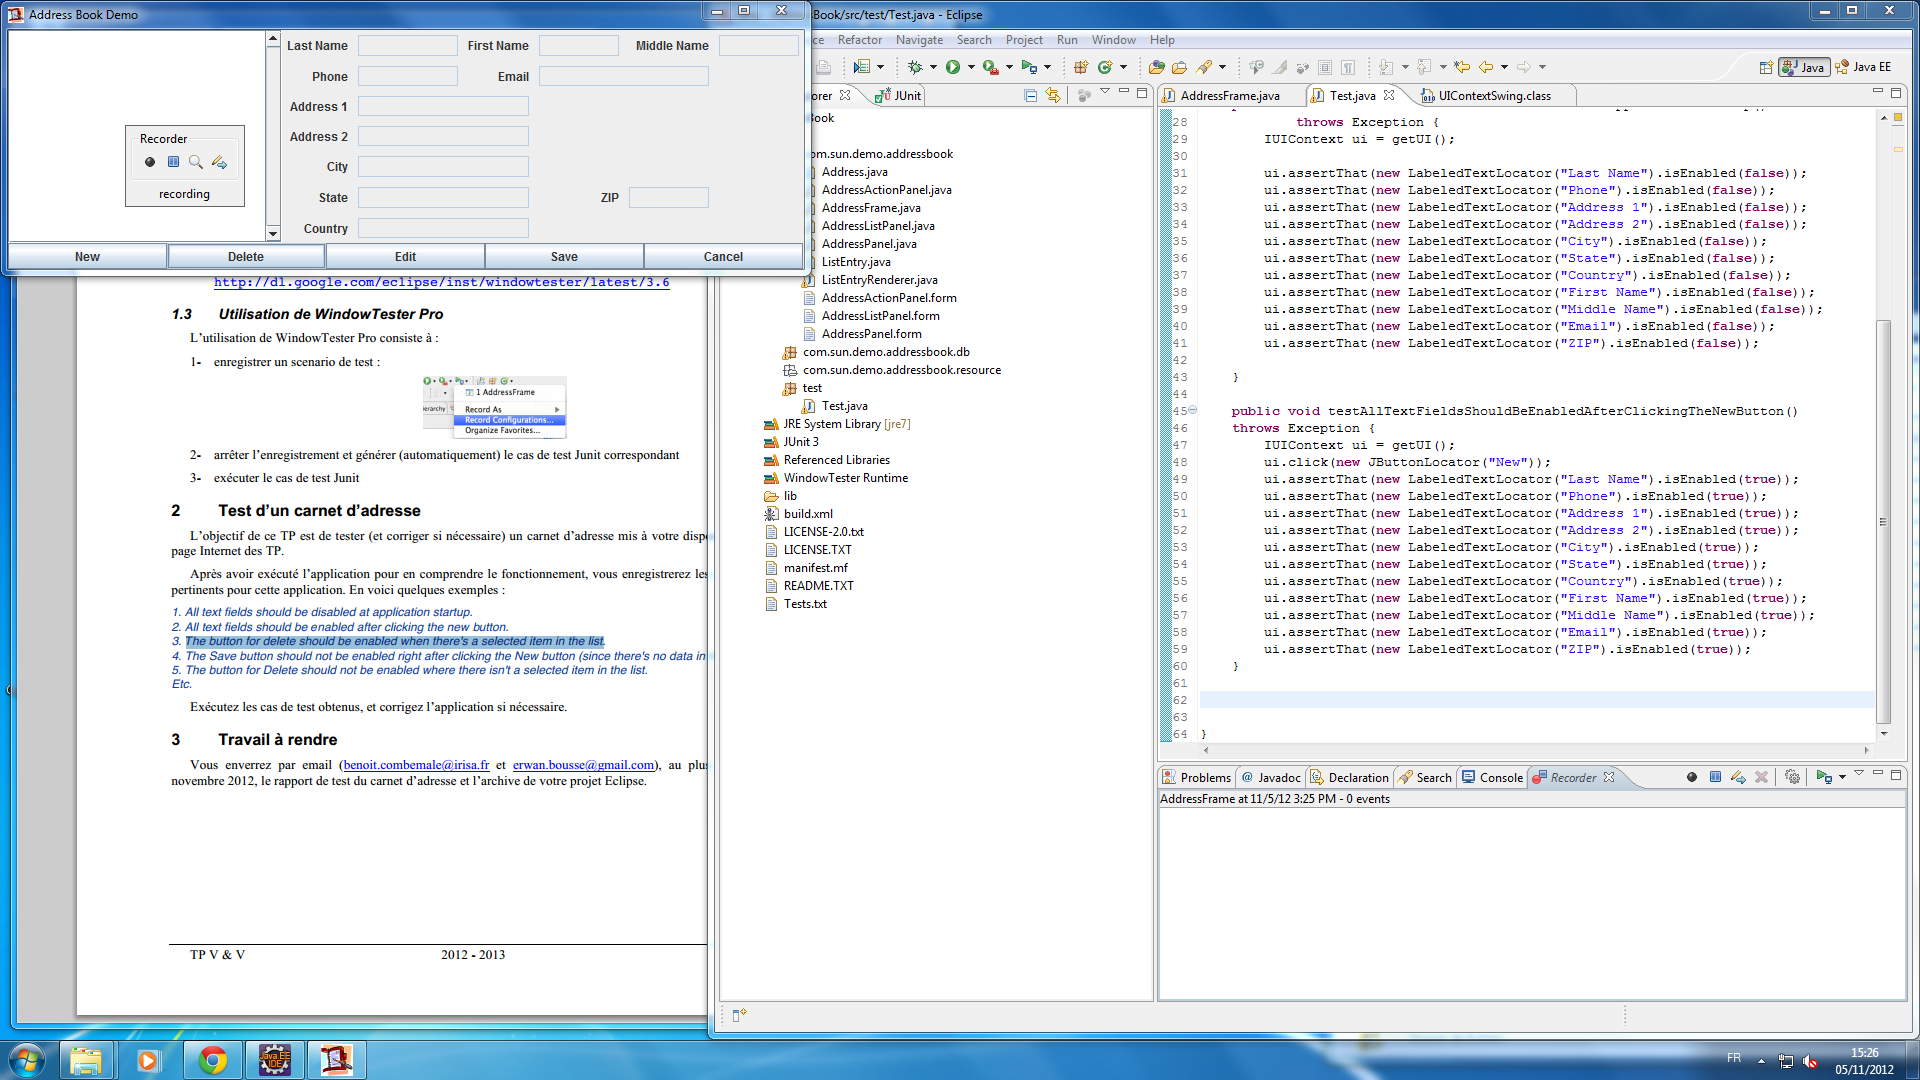 Address Book Demo
Last Name
First Name
Middle Name
Phone
Email
Address 1
Address 2
City
State
ZIP
Country
Recorder
recording
New
Delete
Edit
Save
Cancel
http://dl.google.com/eclipse/inst/windowtester/latest/3.6
1.3 Utilisation de WindowTester Pro
L'utilisation de WindowTester Pro consiste à :
1- enregistrer un scenario de test :
1 AddressFrame
Record As
Record Configurations...
Organize Favorites...
ierarchy
2- arrêter l'enregistrement et générer (automatiquement) le cas de test Junit correspondant
3- exécuter le cas de test Junit
2 Test d'un carnet d'adresse
L'objectif de ce TP est de tester (et corriger si nécessaire) un carnet d'adresse mis à votre dispo
page Internet des TP.
Après avoir exécuté l'application pour en comprendre le fonctionnement, vous enregistrerez les
pertinents pour cette application. En voici quelques exemples :
1. All text fields should be disabled at application startup.
2. All text fields should be enabled after clicking the new button.
3. The button for delete should be enabled when there's a selected item in the list.
4. The Save button should not be enabled right after clicking the New button (since there's no data in
5. The button for Delete should not be enabled where there isn't a selected item in the list.
Etc.
Exécutez les cas de test obtenus, et corrigez l'application si nécessaire.
3 Travail à rendre
Vous enverrez par email (benoit.combemale@irisa.fr et erwan.bousse@gmail.com), au plus
novembre 2012, le rapport de test du carnet d'adresse et l'archive de votre projet Eclipse.
TP V & V 2012 - 2013
Book/src/test/Test.java - Eclipse
ce Refactor Navigate Search Project Run Window Help
Java
Java EE
orer
JUnit
Book
om.sun.demo.addressbook
Address.java
AddressActionPanel.java
AddressFrame.java
AddressListPanel.java
AddressPanel.java
ListEntry.java
ListEntryRenderer.java
AddressActionPanel.form
AddressListPanel.form
AddressPanel.form
com.sun.demo.addressbook.db
com.sun.demo.addressbook.resource
test
Test.java
JRE System Library [jre7]
JUnit 3
Referenced Libraries
WindowTester Runtime
lib
build.xml
LICENSE-2.0.txt
LICENSE.TXT
manifest.mf
README.TXT
Tests.txt
AddressFrame.java
Test.java
UIContextSwing.class
28 throws Exception {
29 IUIContext ui = getUI();
30
31 ui.assertThat(new LabeledTextLocator("Last Name").isEnabled(false));
32 ui.assertThat(new LabeledTextLocator("Phone").isEnabled(false));
33 ui.assertThat(new LabeledTextLocator("Address 1").isEnabled(false));
34 ui.assertThat(new LabeledTextLocator("Address 2").isEnabled(false));
35 ui.assertThat(new LabeledTextLocator("City").isEnabled(false));
36 ui.assertThat(new LabeledTextLocator("State").isEnabled(false));
37 ui.assertThat(new LabeledTextLocator("Country").isEnabled(false));
38 ui.assertThat(new LabeledTextLocator("First Name").isEnabled(false));
39 ui.assertThat(new LabeledTextLocator("Middle Name").isEnabled(false));
40 ui.assertThat(new LabeledTextLocator("Email").isEnabled(false));
41 ui.assertThat(new LabeledTextLocator("ZIP").isEnabled(false));
42
43 }
44
45 public void testAllTextFieldsShouldBeEnabledAfterClickingTheNewButton()
46 throws Exception {
47 IUIContext ui = getUI();
48 ui.click(new JButtonLocator("New"));
49 ui.assertThat(new LabeledTextLocator("Last Name").isEnabled(true));
50 ui.assertThat(new LabeledTextLocator("Phone").isEnabled(true));
51 ui.assertThat(new LabeledTextLocator("Address 1").isEnabled(true));
52 ui.assertThat(new LabeledTextLocator("Address 2").isEnabled(true));
53 ui.assertThat(new LabeledTextLocator("City").isEnabled(true));
54 ui.assertThat(new LabeledTextLocator("State").isEnabled(true));
55 ui.assertThat(new LabeledTextLocator("Country").isEnabled(true));
56 ui.assertThat(new LabeledTextLocator("First Name").isEnabled(true));
57 ui.assertThat(new LabeledTextLocator("Middle Name").isEnabled(true));
58 ui.assertThat(new LabeledTextLocator("Email").isEnabled(true));
59 ui.assertThat(new LabeledTextLocator("ZIP").isEnabled(true));
60 }
61
62
63
64 }
Problems
Javadoc
Declaration
Search
Console
Recorder
AddressFrame at 11/5/12 3:25 PM - 0 events
Java EE
IDE
FR
15:26
05/11/2012